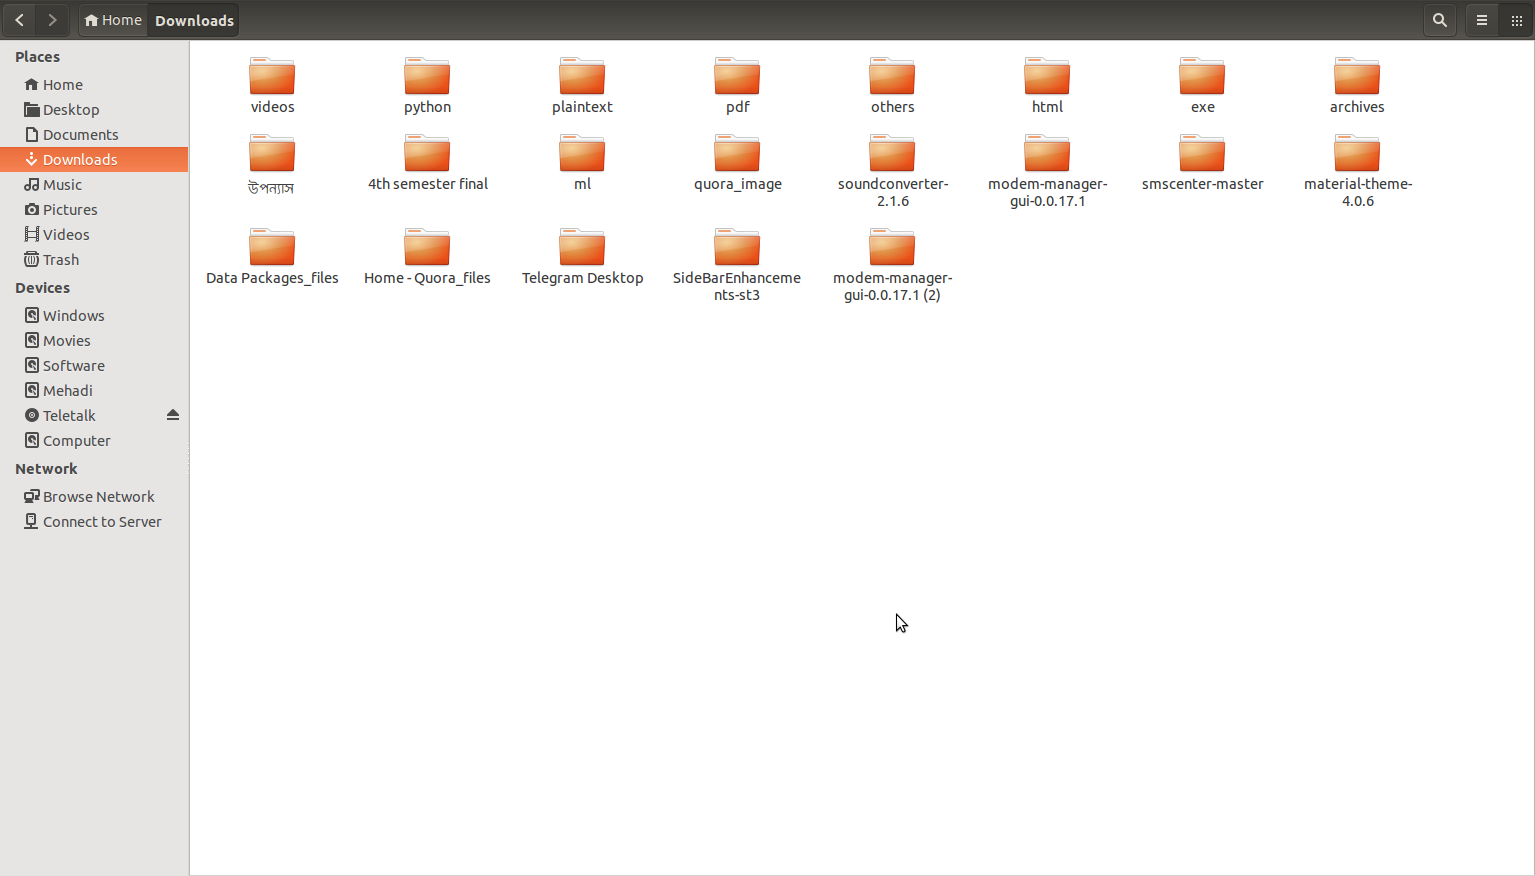 Home Downloads
Places
Home
Desktop
Documents
Downloads
Music
Pictures
Videos
Trash
Devices
Windows
Movies
Software
Mehadi
Teletalk
Computer
Network
Browse Network
Connect to Server
videos python plaintext pdf others html exe archives
উপন্যাস 4th semester final ml quora_image soundconverter-2.1.6 modem-manager-gui-0.0.17.1 smscenter-master material-theme-4.0.6
Data Packages_files Home - Quora_files Telegram Desktop SideBarEnhancements-st3 modem-manager-gui-0.0.17.1 (2)